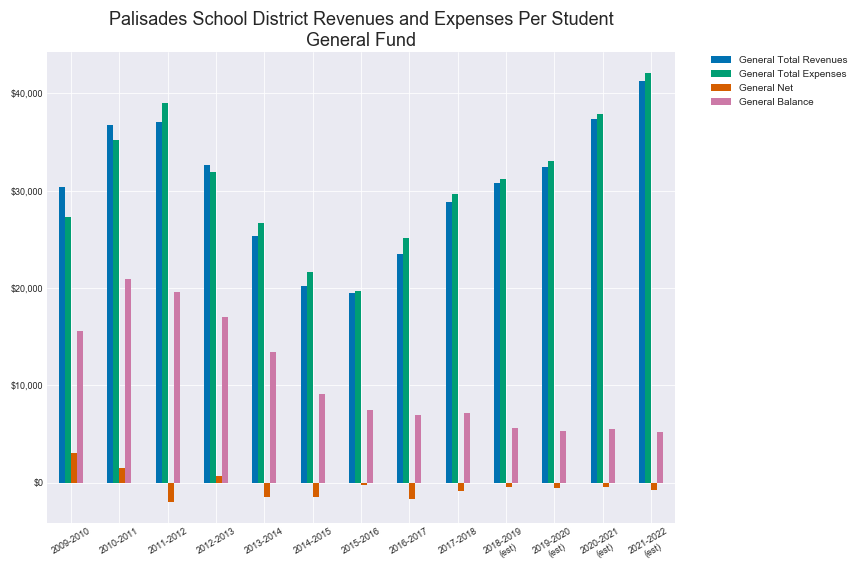 Palisades School District Revenues and Expenses Per Student
General Fund
General Total Revenues
General Total Expenses
General Net
General Balance
$40,000
$30,000
$20,000
$10,000
$0
2009-2010
2010-2011
2011-2012
2012-2013
2013-2014
2014-2015
2015-2016
2016-2017
2017-2018
2018-2019
(est)
2019-2020
(est)
2020-2021
(est)
2021-2022
(est)